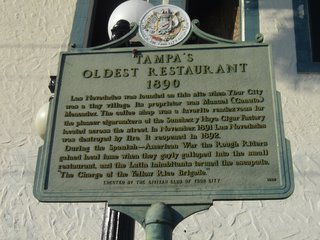 TAMPA'S
OLDEST RESTAURANT
1890
Las Novedades was founded on this site when Ybor City
was a tiny village. Its proprietor was Manuel (Canuto)
Menendez. The coffee shop was a favorite rendezvous for
the pioneer cigarmakers of the Sanchez y Haya Cigar Factory
located across the street. In November, 1891 Las Novedades
was destroyed by fire. It reopened in 1892.
During the Spanish-American War the Rough Riders
gained local fame when they gayly galloped into the small
restaurant, and the Latin inhabitants termed the escapade,
"The Charge of the Yellow Rice Brigade."
ERECTED BY THE CIVITAN CLUB OF YBOR CITY